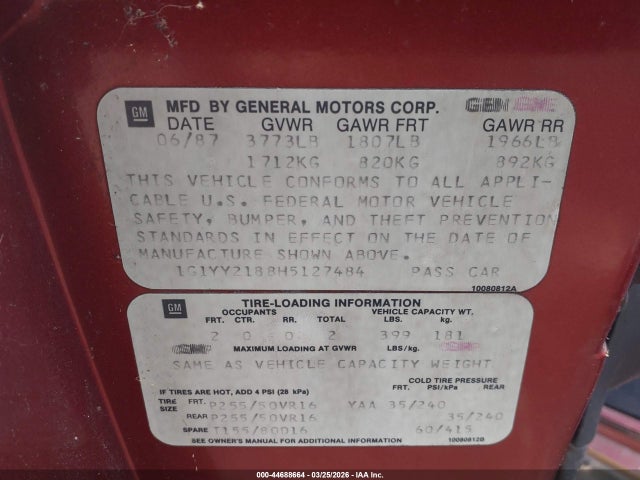 GM MFD BY GENERAL MOTORS CORP. GEN
DATE GVWR GAWR FRT GAWR RR
06/87 3773LB 1807LB 1966LB
1712KG 820KG 892KG
THIS VEHICLE CONFORMS TO ALL APPLI-
CABLE U.S. FEDERAL MOTOR VEHICLE
SAFETY, BUMPER, AND THEFT PREVENTION
STANDARDS IN EFFECT ON THE DATE OF
MANUFACTURE SHOWN ABOVE.
1G1YY2188H5127484 PASS CAR
10080812A
GM TIRE-LOADING INFORMATION
OCCUPANTS VEHICLE CAPACITY WT.
FRT. CTR. RR. TOTAL LBS. kg.
2 0 0 2 399 181
MAXIMUM LOADING AT GVWR LBS/kg.
SAME AS VEHICLE CAPACITY WEIGHT
COLD TIRE PRESSURE
IF TIRES ARE HOT, ADD 4 PSI (28 kPa) FRT. PSI/kPa REAR
TIRE SIZE FRT. P255/50VR16 YAA 35/240
REAR P255/50VR16 35/240
SPARE T155/80D16 60/415
SEE OWNER'S MANUAL FOR ADDITIONAL INFORMATION 10080812B
000-44688664 - 03/25/2026 - IAA Inc.